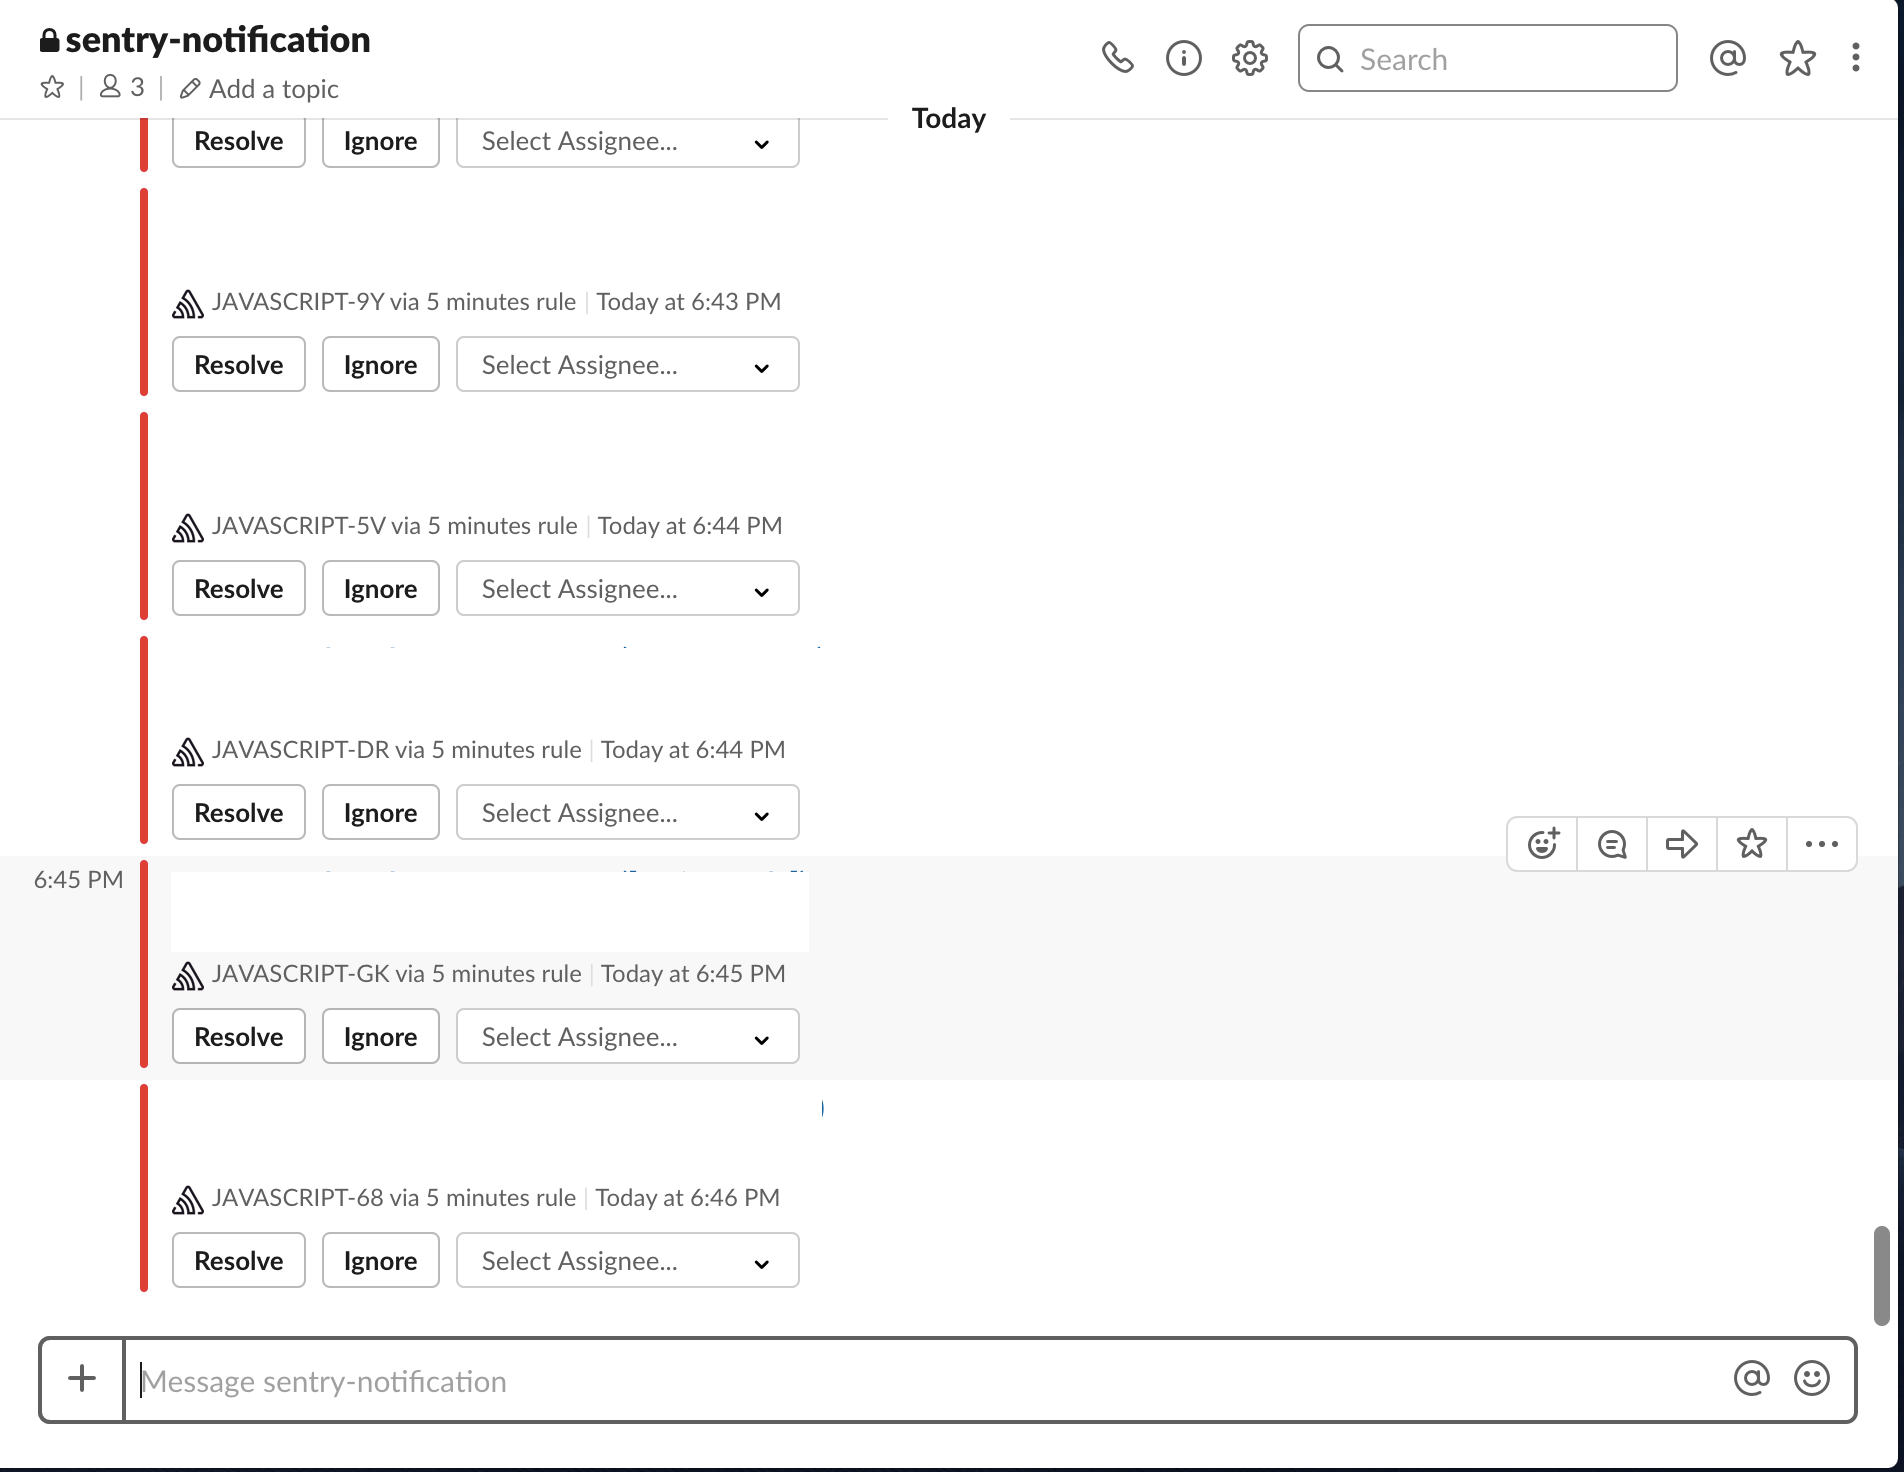 sentry-notification
3 Add a topic
Search
Today
Resolve Ignore Select Assignee...
JAVASCRIPT-9Y via 5 minutes rule Today at 6:43 PM
Resolve Ignore Select Assignee...
JAVASCRIPT-5V via 5 minutes rule Today at 6:44 PM
Resolve Ignore Select Assignee...
JAVASCRIPT-DR via 5 minutes rule Today at 6:44 PM
Resolve Ignore Select Assignee...
6:45 PM
JAVASCRIPT-GK via 5 minutes rule Today at 6:45 PM
Resolve Ignore Select Assignee...
JAVASCRIPT-68 via 5 minutes rule Today at 6:46 PM
Resolve Ignore Select Assignee...
Message sentry-notification